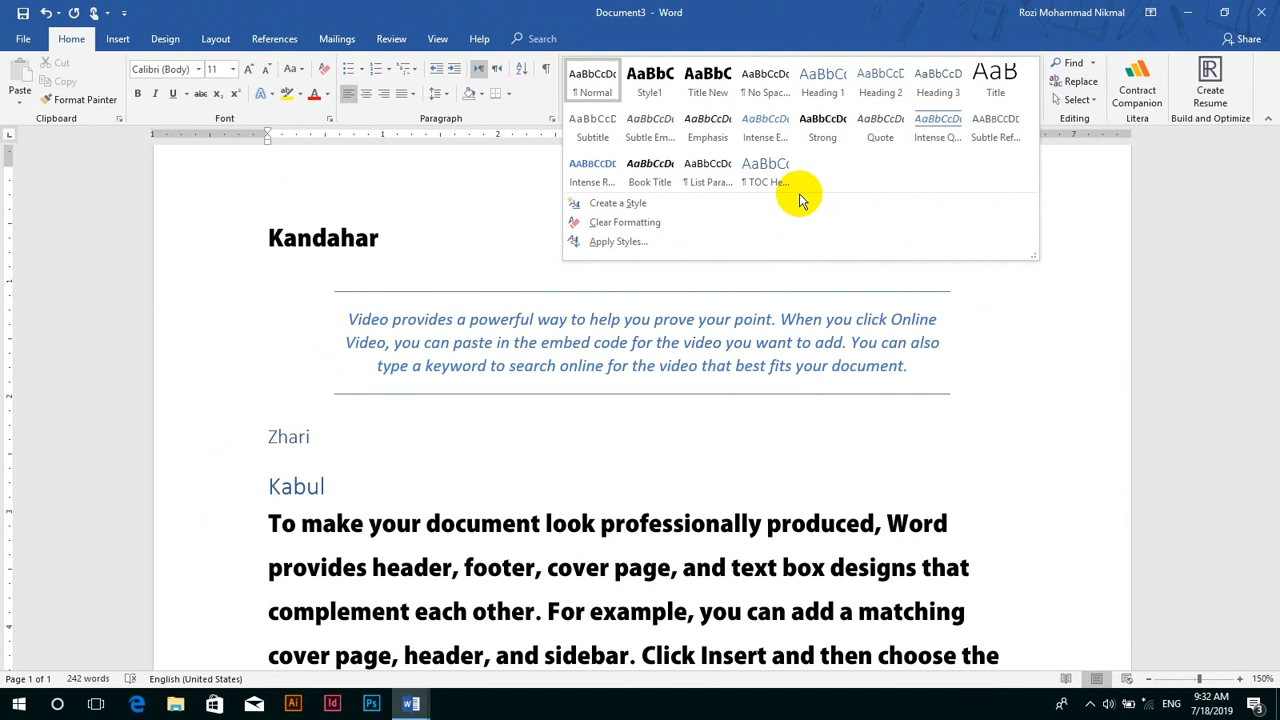 Document3 - Word
Rozi Mohammad Nikmal
File Home Insert Design Layout References Mailings Review View Help Search Share
Paste
Cut
Copy
Format Painter
Clipboard
Calibri (Body) 11
Font
Paragraph
AaBbCcDc AaBbC AaBbC AaBbCcDc AaBbC AaBbCcD AaBbCcDc AaB
¶ Normal Style1 Title New ¶ No Spac... Heading 1 Heading 2 Heading 3 Title
AaBbCcD AaBbCcDc AaBbCcDc AaBbCcDc AaBbCcDc AaBbCcDc AaBbCcDc AABBCCDD
Subtitle Subtle Em... Emphasis Intense E... Strong Quote Intense Q... Subtle Ref...
AABBCCDD AaBbCcDc AaBbCcDc AaBbCc
Intense R... Book Title ¶ List Para... ¶ TOC He...
Create a Style
Clear Formatting
Apply Styles...
Find
Replace
Select
Editing
Contract Companion
Litera
Create Resume
Build and Optimize
Kandahar
Video provides a powerful way to help you prove your point. When you click Online
Video, you can paste in the embed code for the video you want to add. You can also
type a keyword to search online for the video that best fits your document.
Zhari
Kabul
To make your document look professionally produced, Word
provides header, footer, cover page, and text box designs that
complement each other. For example, you can add a matching
cover page, header, and sidebar. Click Insert and then choose the
Page 1 of 1 242 words English (United States) 150%
ENG
9:32 AM
7/18/2019